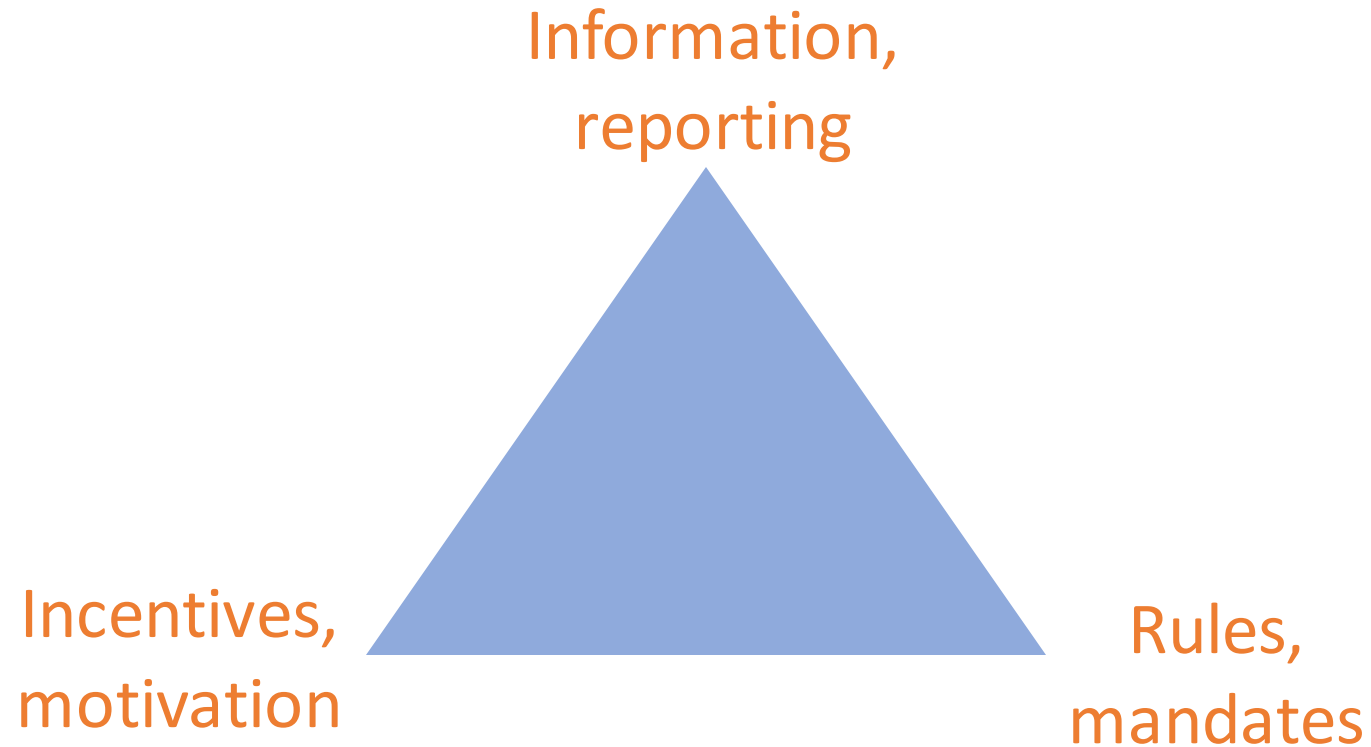 Information,
reporting
Incentives,
motivation
Rules,
mandates